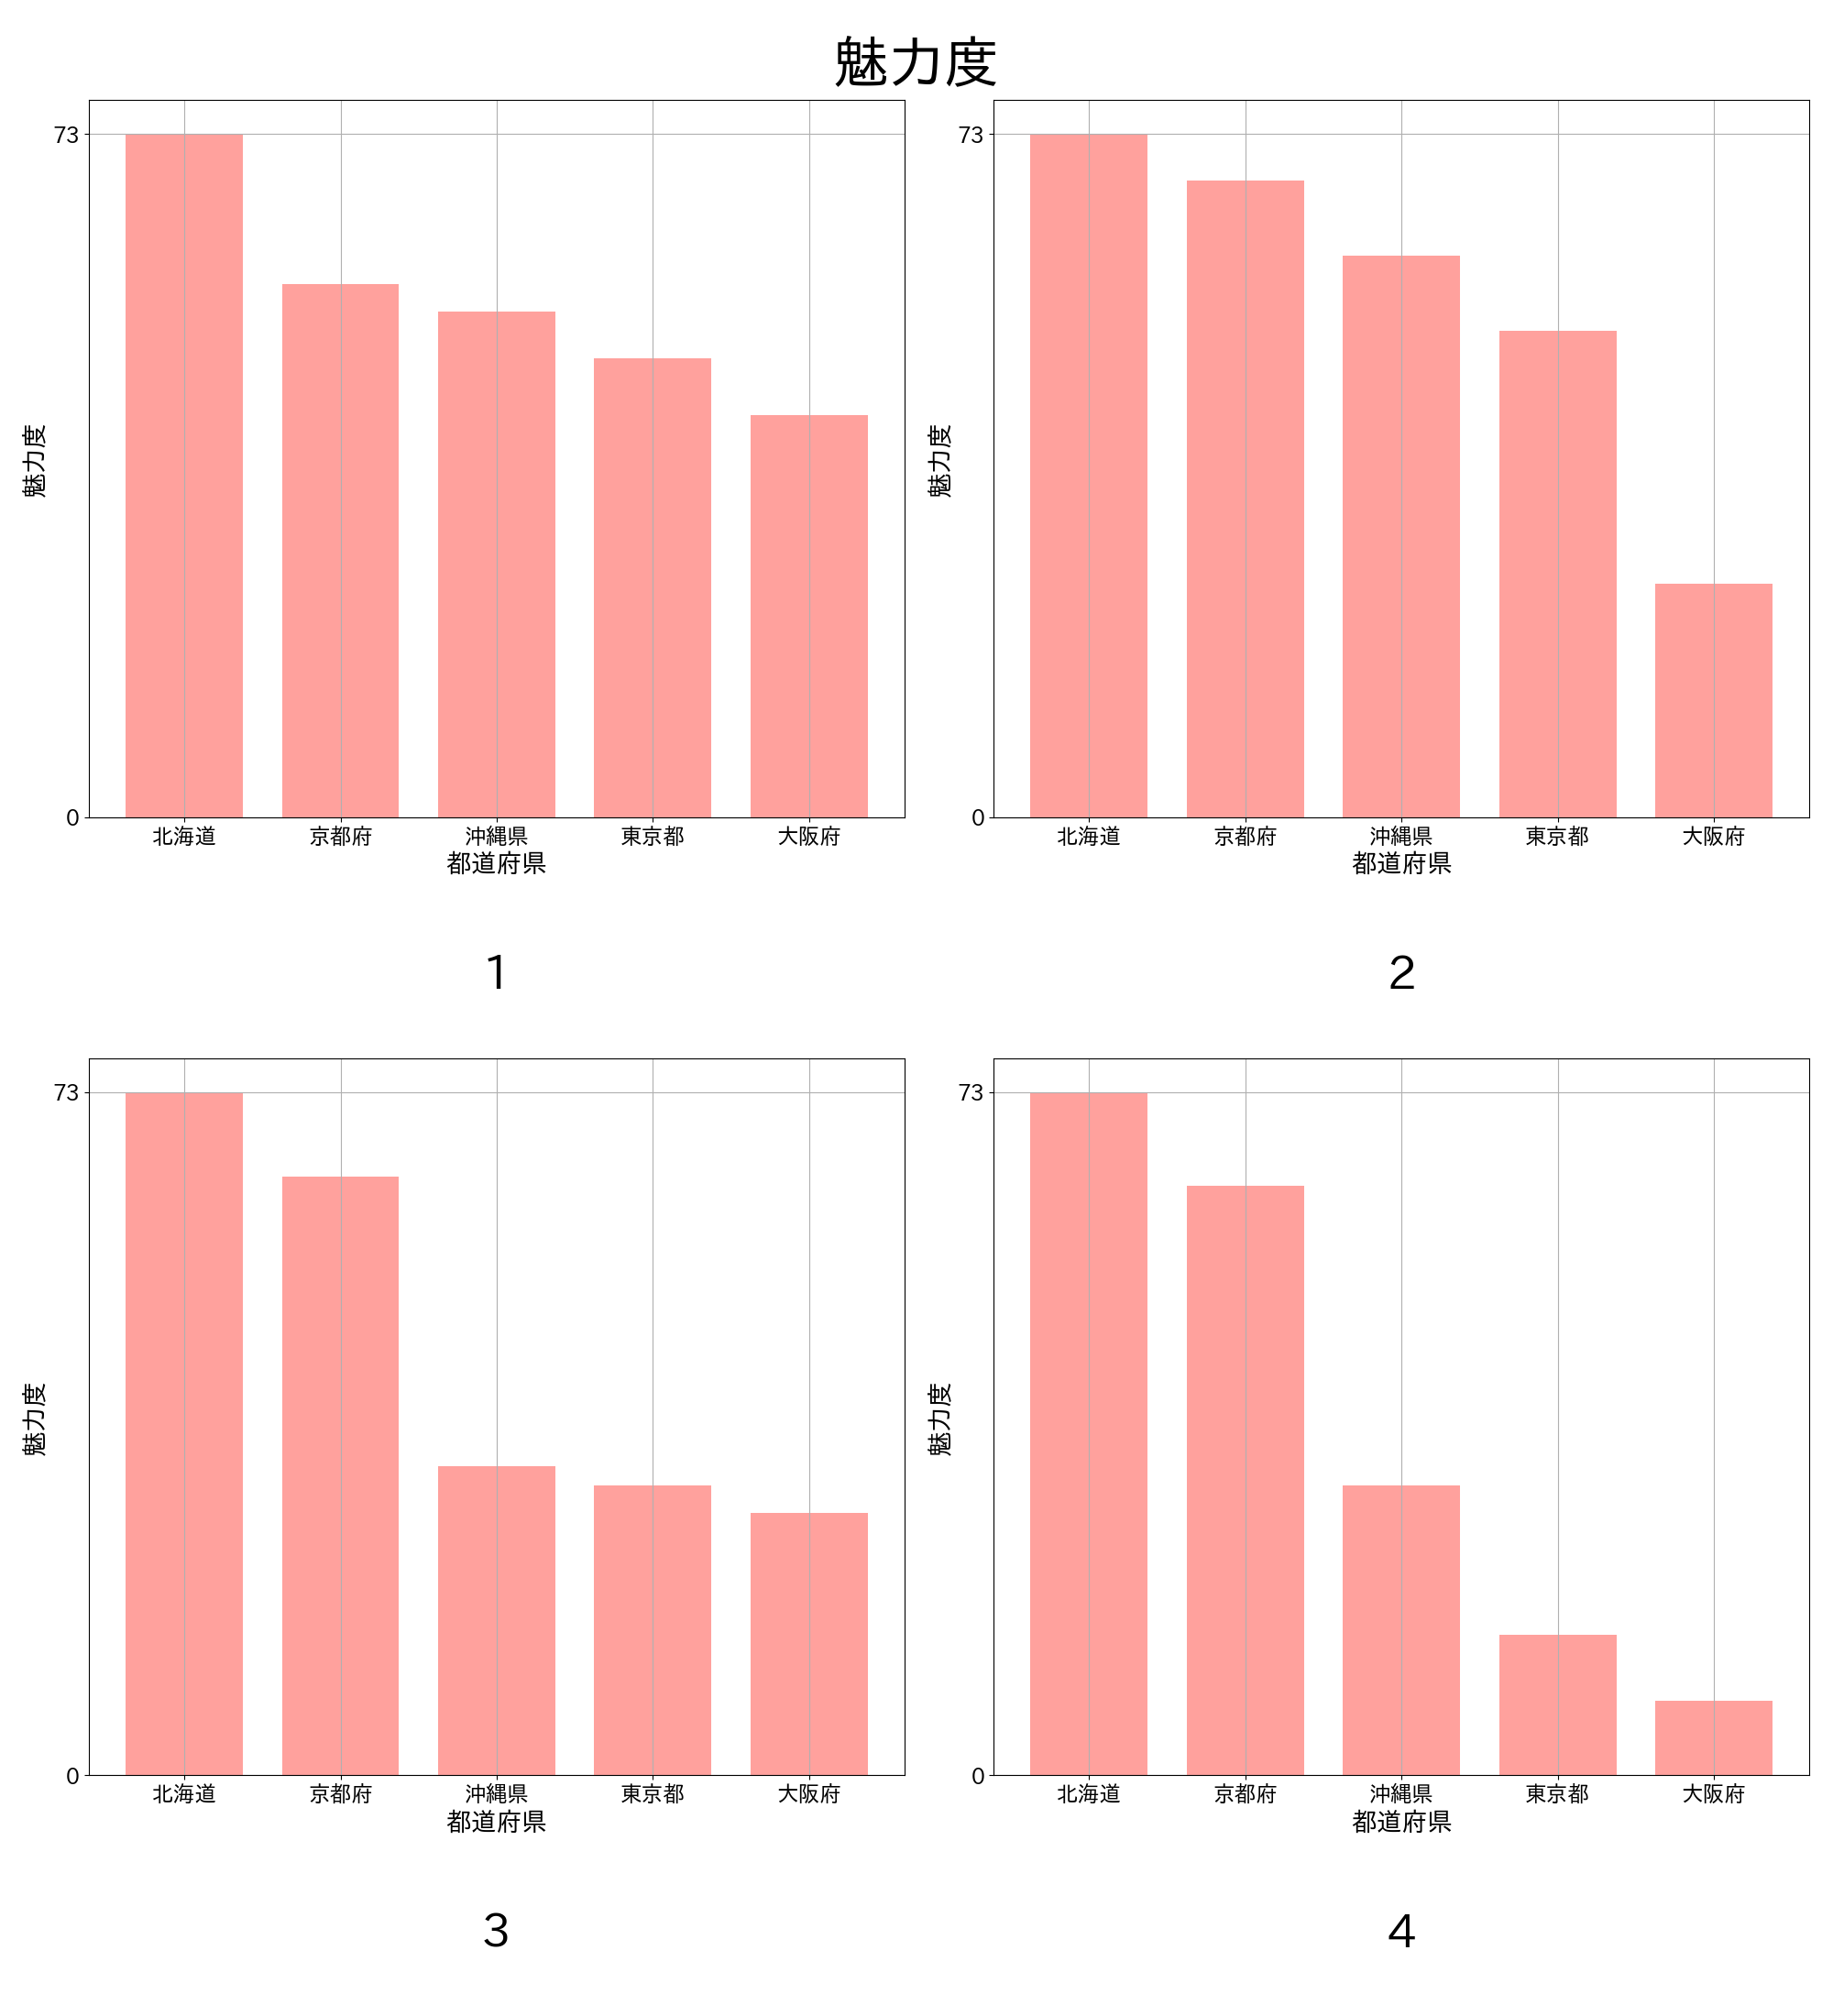 魅力度
73
0
魅力度
北海道 京都府 沖縄県 東京都 大阪府
都道府県
1
73
0
魅力度
北海道 京都府 沖縄県 東京都 大阪府
都道府県
2
73
0
魅力度
北海道 京都府 沖縄県 東京都 大阪府
都道府県
3
73
0
魅力度
北海道 京都府 沖縄県 東京都 大阪府
都道府県
4